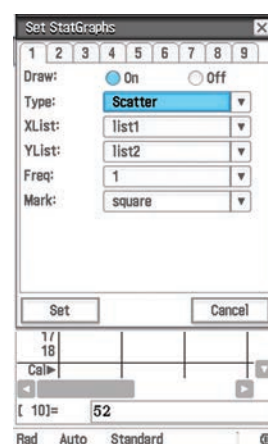 Set StatGraphs
1 2 3 4 5 6 7 8 9
Draw: On Off
Type: Scatter
XList: list1
YList: list2
Freq: 1
Mark: square
Set Cancel
17
18
Cal▶
[ 10]= 52
Rad Auto Standard